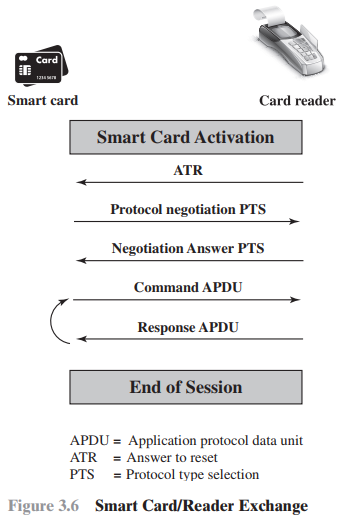 Card
1234 5678
Smart card
Card reader
Smart Card Activation
ATR
Protocol negotiation PTS
Negotiation Answer PTS
Command APDU
Response APDU
End of Session
APDU = Application protocol data unit
ATR = Answer to reset
PTS = Protocol type selection
Figure 3.6 Smart Card/Reader Exchange